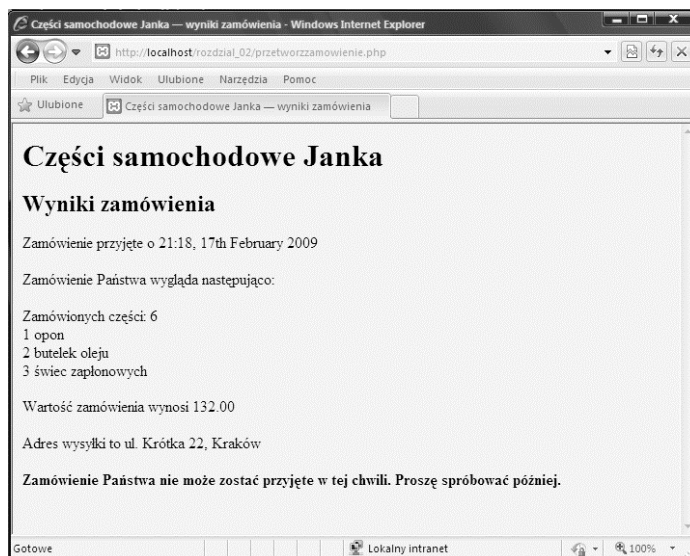 Części samochodowe Janka — wyniki zamówienia - Windows Internet Explorer
http://localhost/rozdzial_02/przetworzzamowienie.php
Plik Edycja Widok Ulubione Narzędzia Pomoc
Ulubione Części samochodowe Janka — wyniki zamówienia
Części samochodowe Janka
Wyniki zamówienia
Zamówienie przyjęte o 21:18, 17th February 2009
Zamówienie Państwa wygląda następująco:
Zamówionych części: 6
1 opon
2 butelek oleju
3 świec zapłonowych
Wartość zamówienia wynosi 132.00
Adres wysyłki to ul. Krótka 22, Kraków
Zamówienie Państwa nie może zostać przyjęte w tej chwili. Proszę spróbować później.
Gotowe Lokalny intranet 100%